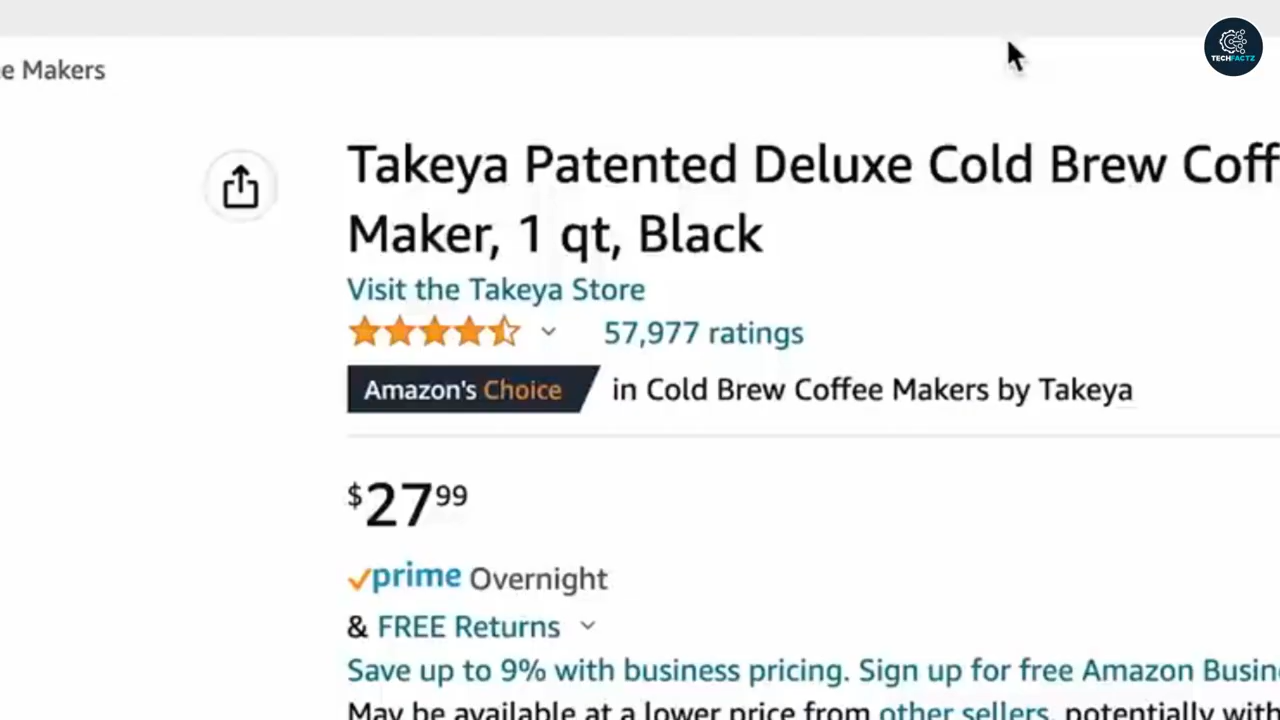 TECHFACTZ
e Makers
Takeya Patented Deluxe Cold Brew Coff
Maker, 1 qt, Black
Visit the Takeya Store
57,977 ratings
Amazon's Choice in Cold Brew Coffee Makers by Takeya
$27 99
prime Overnight
& FREE Returns
Save up to 9% with business pricing. Sign up for free Amazon Busin
May be available at a lower price from other sellers, potentially with